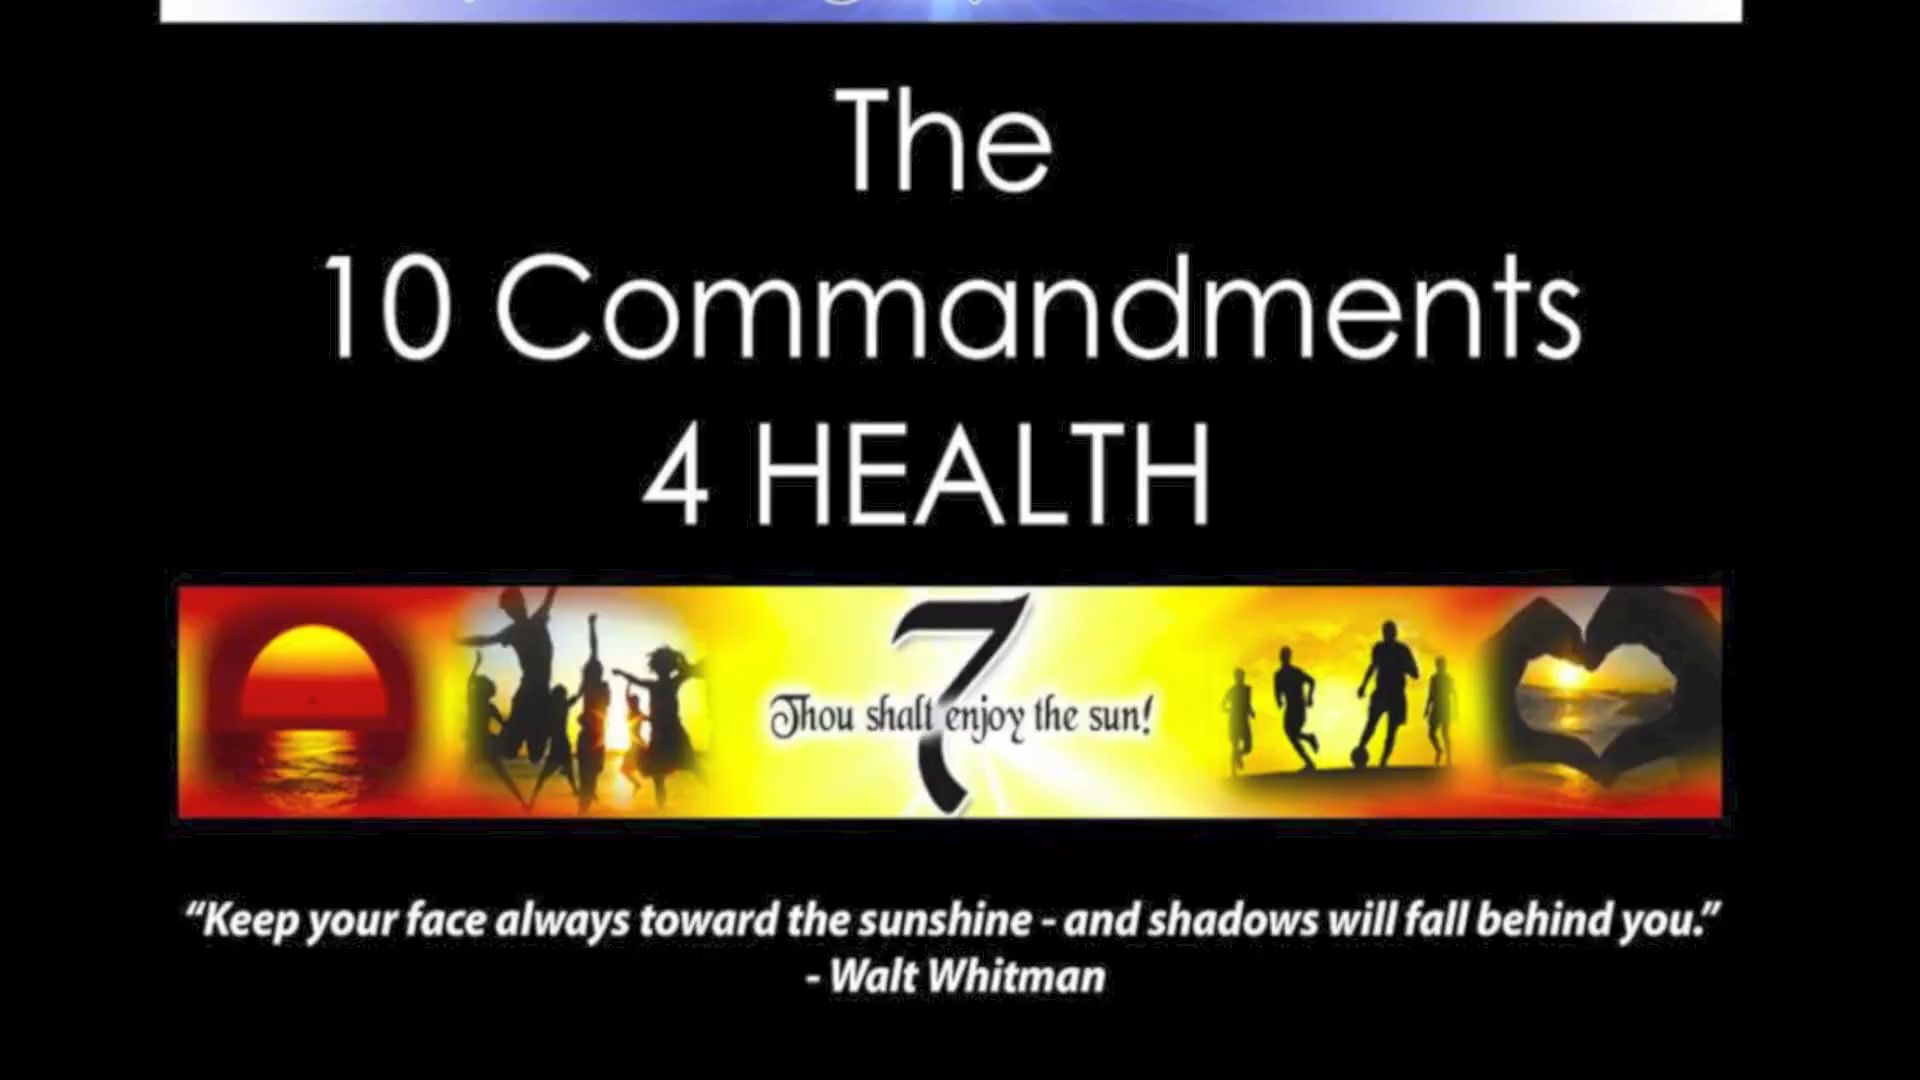 The
10 Commandments
4 HEALTH
7
Thou shalt enjoy the sun!
“Keep your face always toward the sunshine - and shadows will fall behind you.”
- Walt Whitman